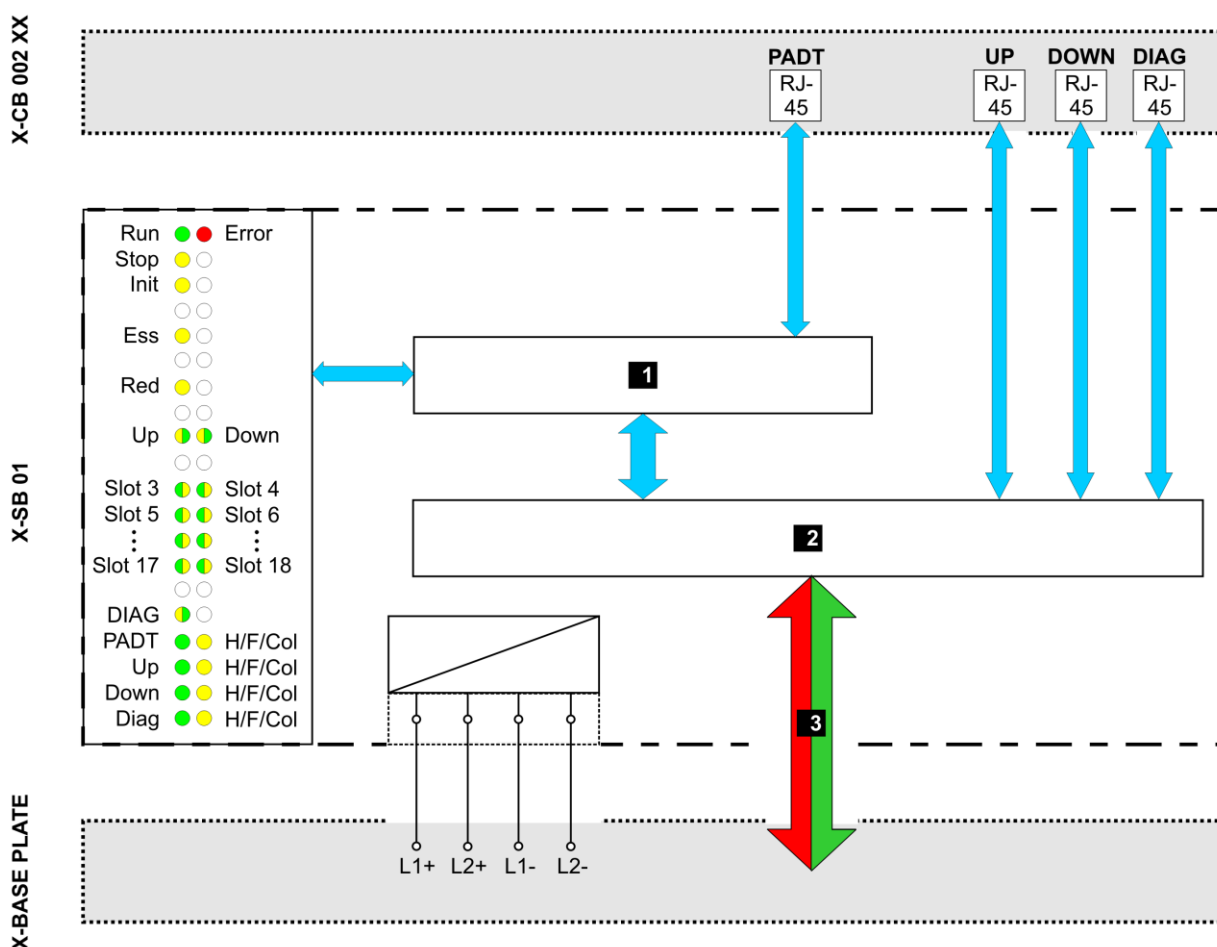 X-CB 002 XX
PADT
RJ-
45
UP
RJ-
45
DOWN
RJ-
45
DIAG
RJ-
45
X-SB 01
Run Error
Stop
Init
Ess
Red
Up Down
Slot 3 Slot 4
Slot 5 Slot 6
Slot 17 Slot 18
DIAG
PADT H/F/Col
Up H/F/Col
Down H/F/Col
Diag H/F/Col
1
2
3
L1+ L2+ L1- L2-
X-BASE PLATE